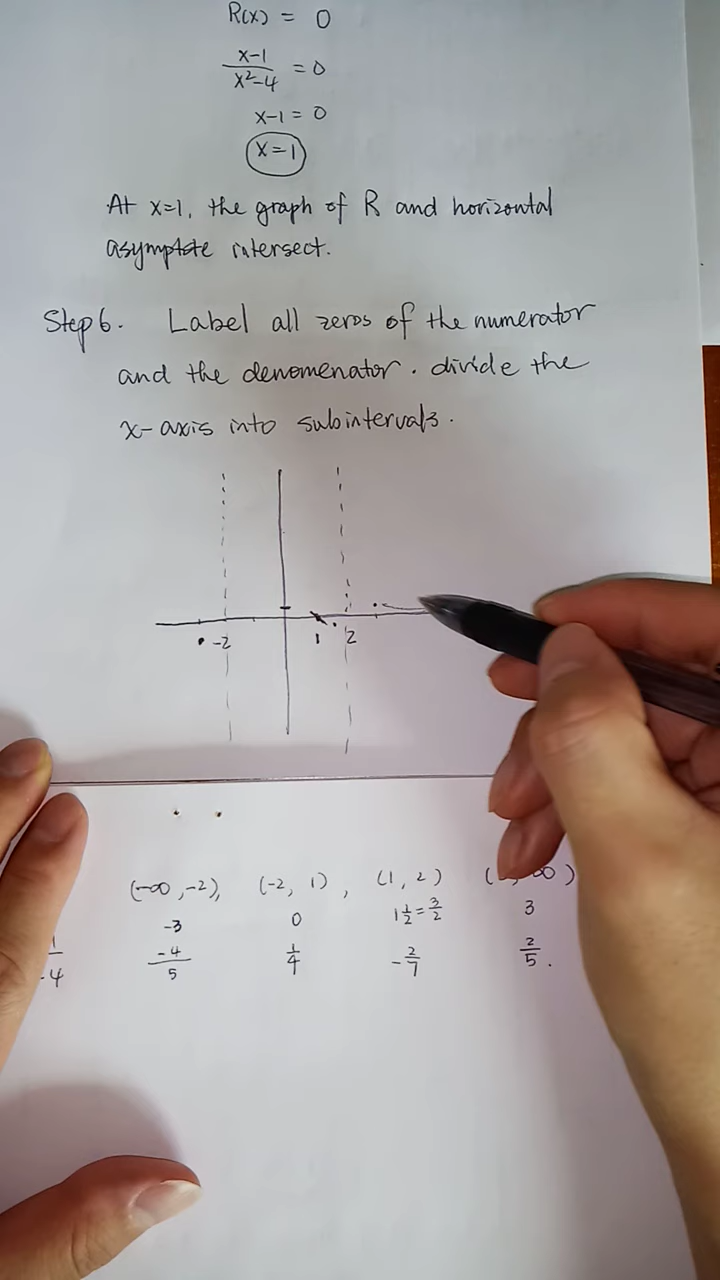 R(x) = 0
x-1 / x²-4 = 0
x-1 = 0
x=1
At x=1, the graph of R and horizontal
asymptote intersect.
Step 6. Label all zeros of the numerator
and the denomenator. divide the
x-axis into subintervals.
-2 1 2
(-∞,-2), (-2, 1), (1, 2) ( ∞)
-3 0 1 1/2 = 3/2 3
-4/5 1/4 -2/7 2/5.